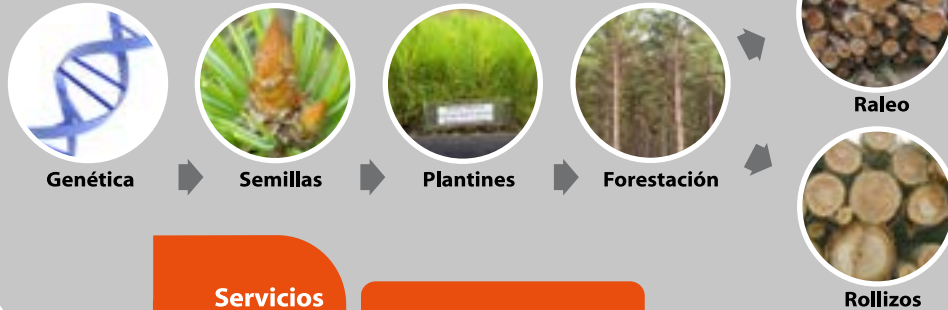 Genética
Semillas
Plantines
Forestación
Raleo
Rollizos
Servicios